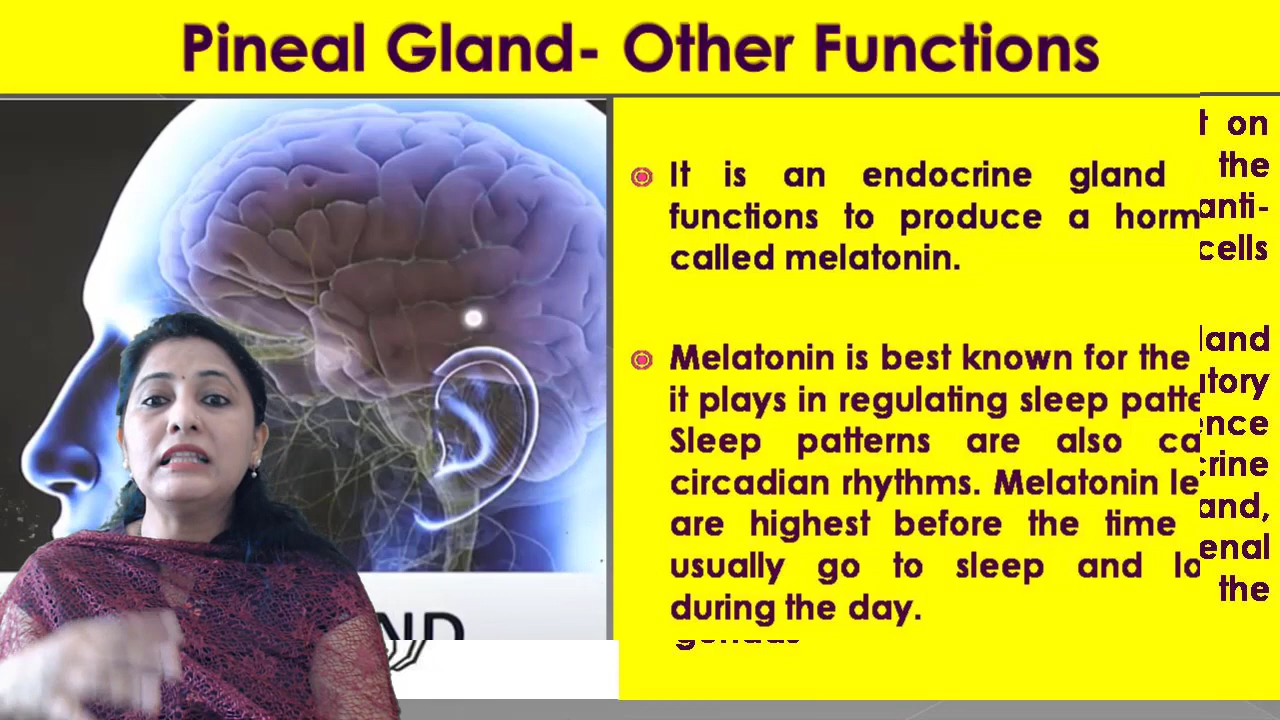 Pineal Gland- Other Functions
It is an endocrine gland
functions to produce a horm
called melatonin.
Melatonin is best known for the
it plays in regulating sleep patte
Sleep patterns are also ca
circadian rhythms. Melatonin le
are highest before the time
usually go to sleep and lo
during the day.
t on
the
anti-
cells
land
tory
ence
crine
and,
enal
the
gonads
ND